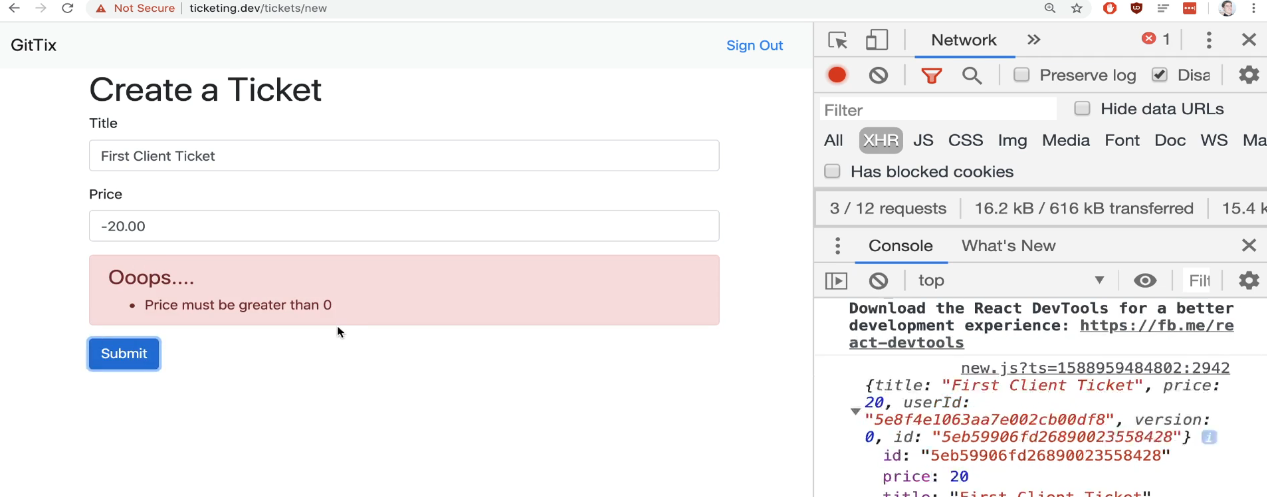 Not Secure | ticketing.dev/tickets/new
GitTix
Sign Out
Create a Ticket
Title
First Client Ticket
Price
-20.00
Ooops....
• Price must be greater than 0
Submit
Network
1
Preserve log
Disa
Filter
Hide data URLs
All XHR JS CSS Img Media Font Doc WS Ma
Has blocked cookies
3 / 12 requests
16.2 kB / 616 kB transferred
15.4 k
Console
What's New
top
Filt
Download the React DevTools for a better
development experience: https://fb.me/re
act-devtools
new.js?ts=1588959484802:2942
{title: "First Client Ticket", price:
20, userId:
"5e8f4e1063aa7e002cb00df8", version:
0, id: "5eb59906fd26890023558428"}
id: "5eb59906fd26890023558428"
price: 20
title: "First Client Ticket"